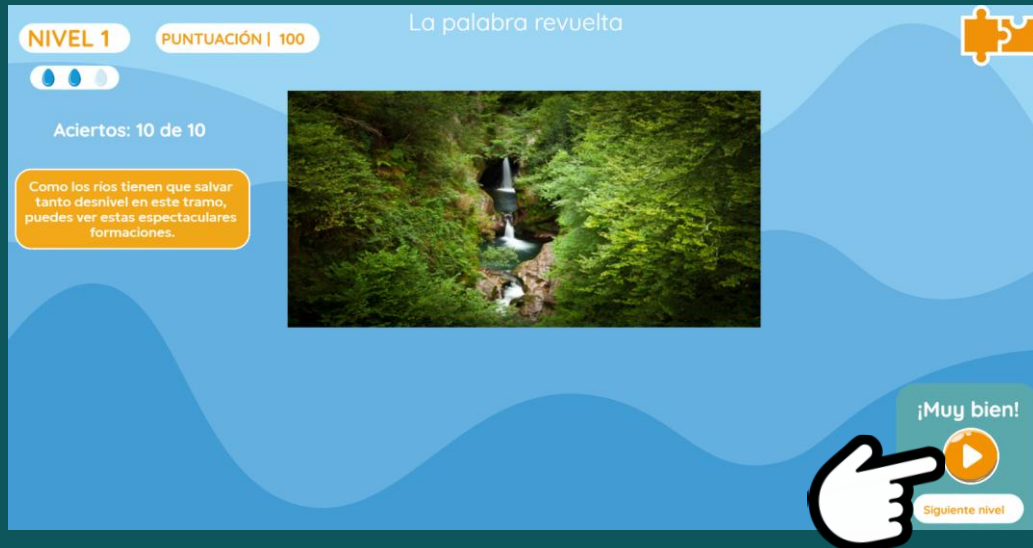 La palabra revuelta
NIVEL 1
PUNTUACIÓN | 100
Aciertos: 10 de 10
Como los ríos tienen que salvar
tanto desnivel en este tramo,
puedes ver estas espectaculares
formaciones.
¡Muy bien!
Siguiente nivel